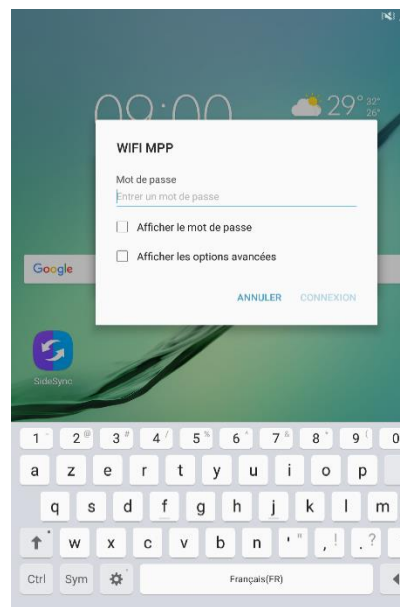 09:00
29° 32°
26°
WIFI MPP
Mot de passe
Entrer un mot de passe
Afficher le mot de passe
Afficher les options avancées
ANNULER CONNEXION
Google
SideSync
1 - 2 @ 3 # 4 / 5 % 6 ^ 7 & 8 * 9 ( 0
a z e r t y u i o p
q s d f g h j k l m
w x c v b n ' " , ! . ?
Ctrl Sym Français(FR)